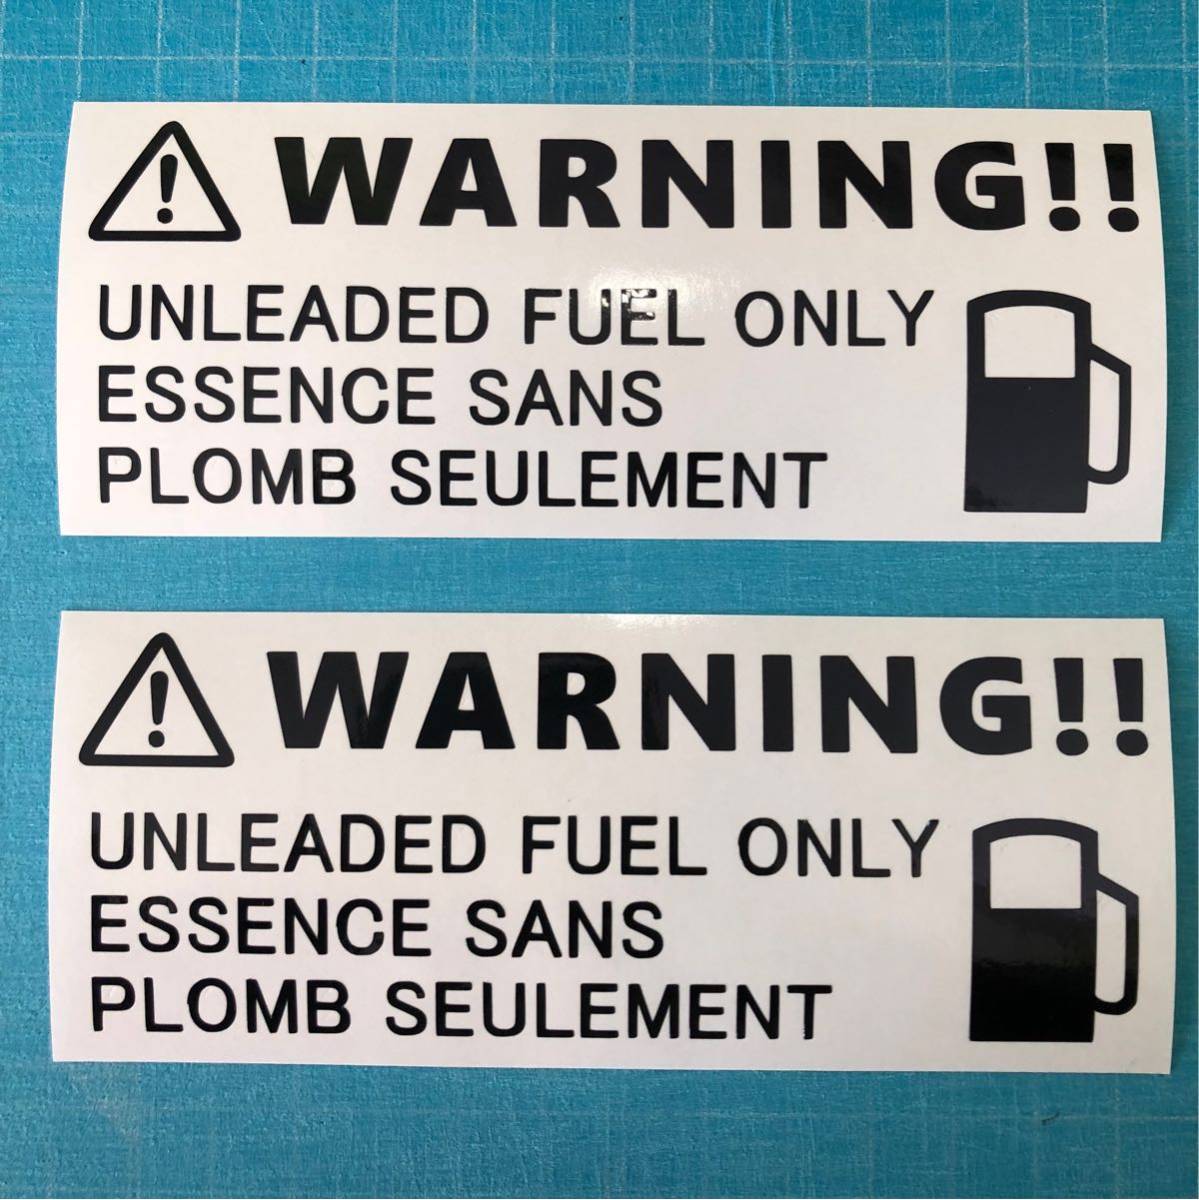 WARNING!!
UNLEADED FUEL ONLY
ESSENCE SANS
PLOMB SEULEMENT
WARNING!!
UNLEADED FUEL ONLY
ESSENCE SANS
PLOMB SEULEMENT